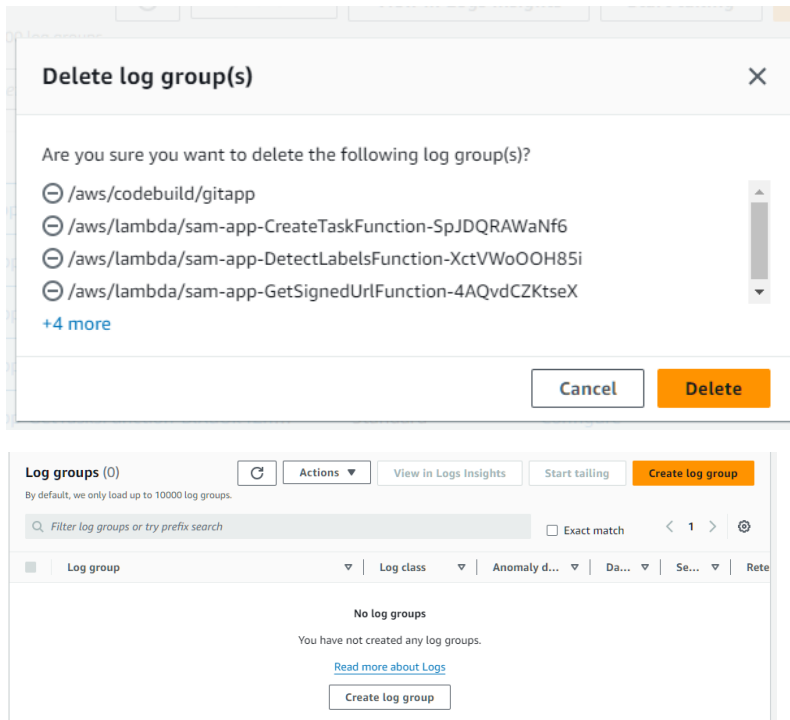 Delete log group(s)
Are you sure you want to delete the following log group(s)?
/aws/codebuild/gitapp
/aws/lambda/sam-app-CreateTaskFunction-SpJDQRAWaNf6
/aws/lambda/sam-app-DetectLabelsFunction-XctVWoOOH85i
/aws/lambda/sam-app-GetSignedUrlFunction-4AQvdCZKtseX
+4 more
Cancel Delete
Log groups (0) Actions View in Logs Insights Start tailing Create log group
By default, we only load up to 10000 log groups.
Filter log groups or try prefix search Exact match 1
Log group Log class Anomaly d... Da... Se... Rete
No log groups
You have not created any log groups.
Read more about Logs
Create log group